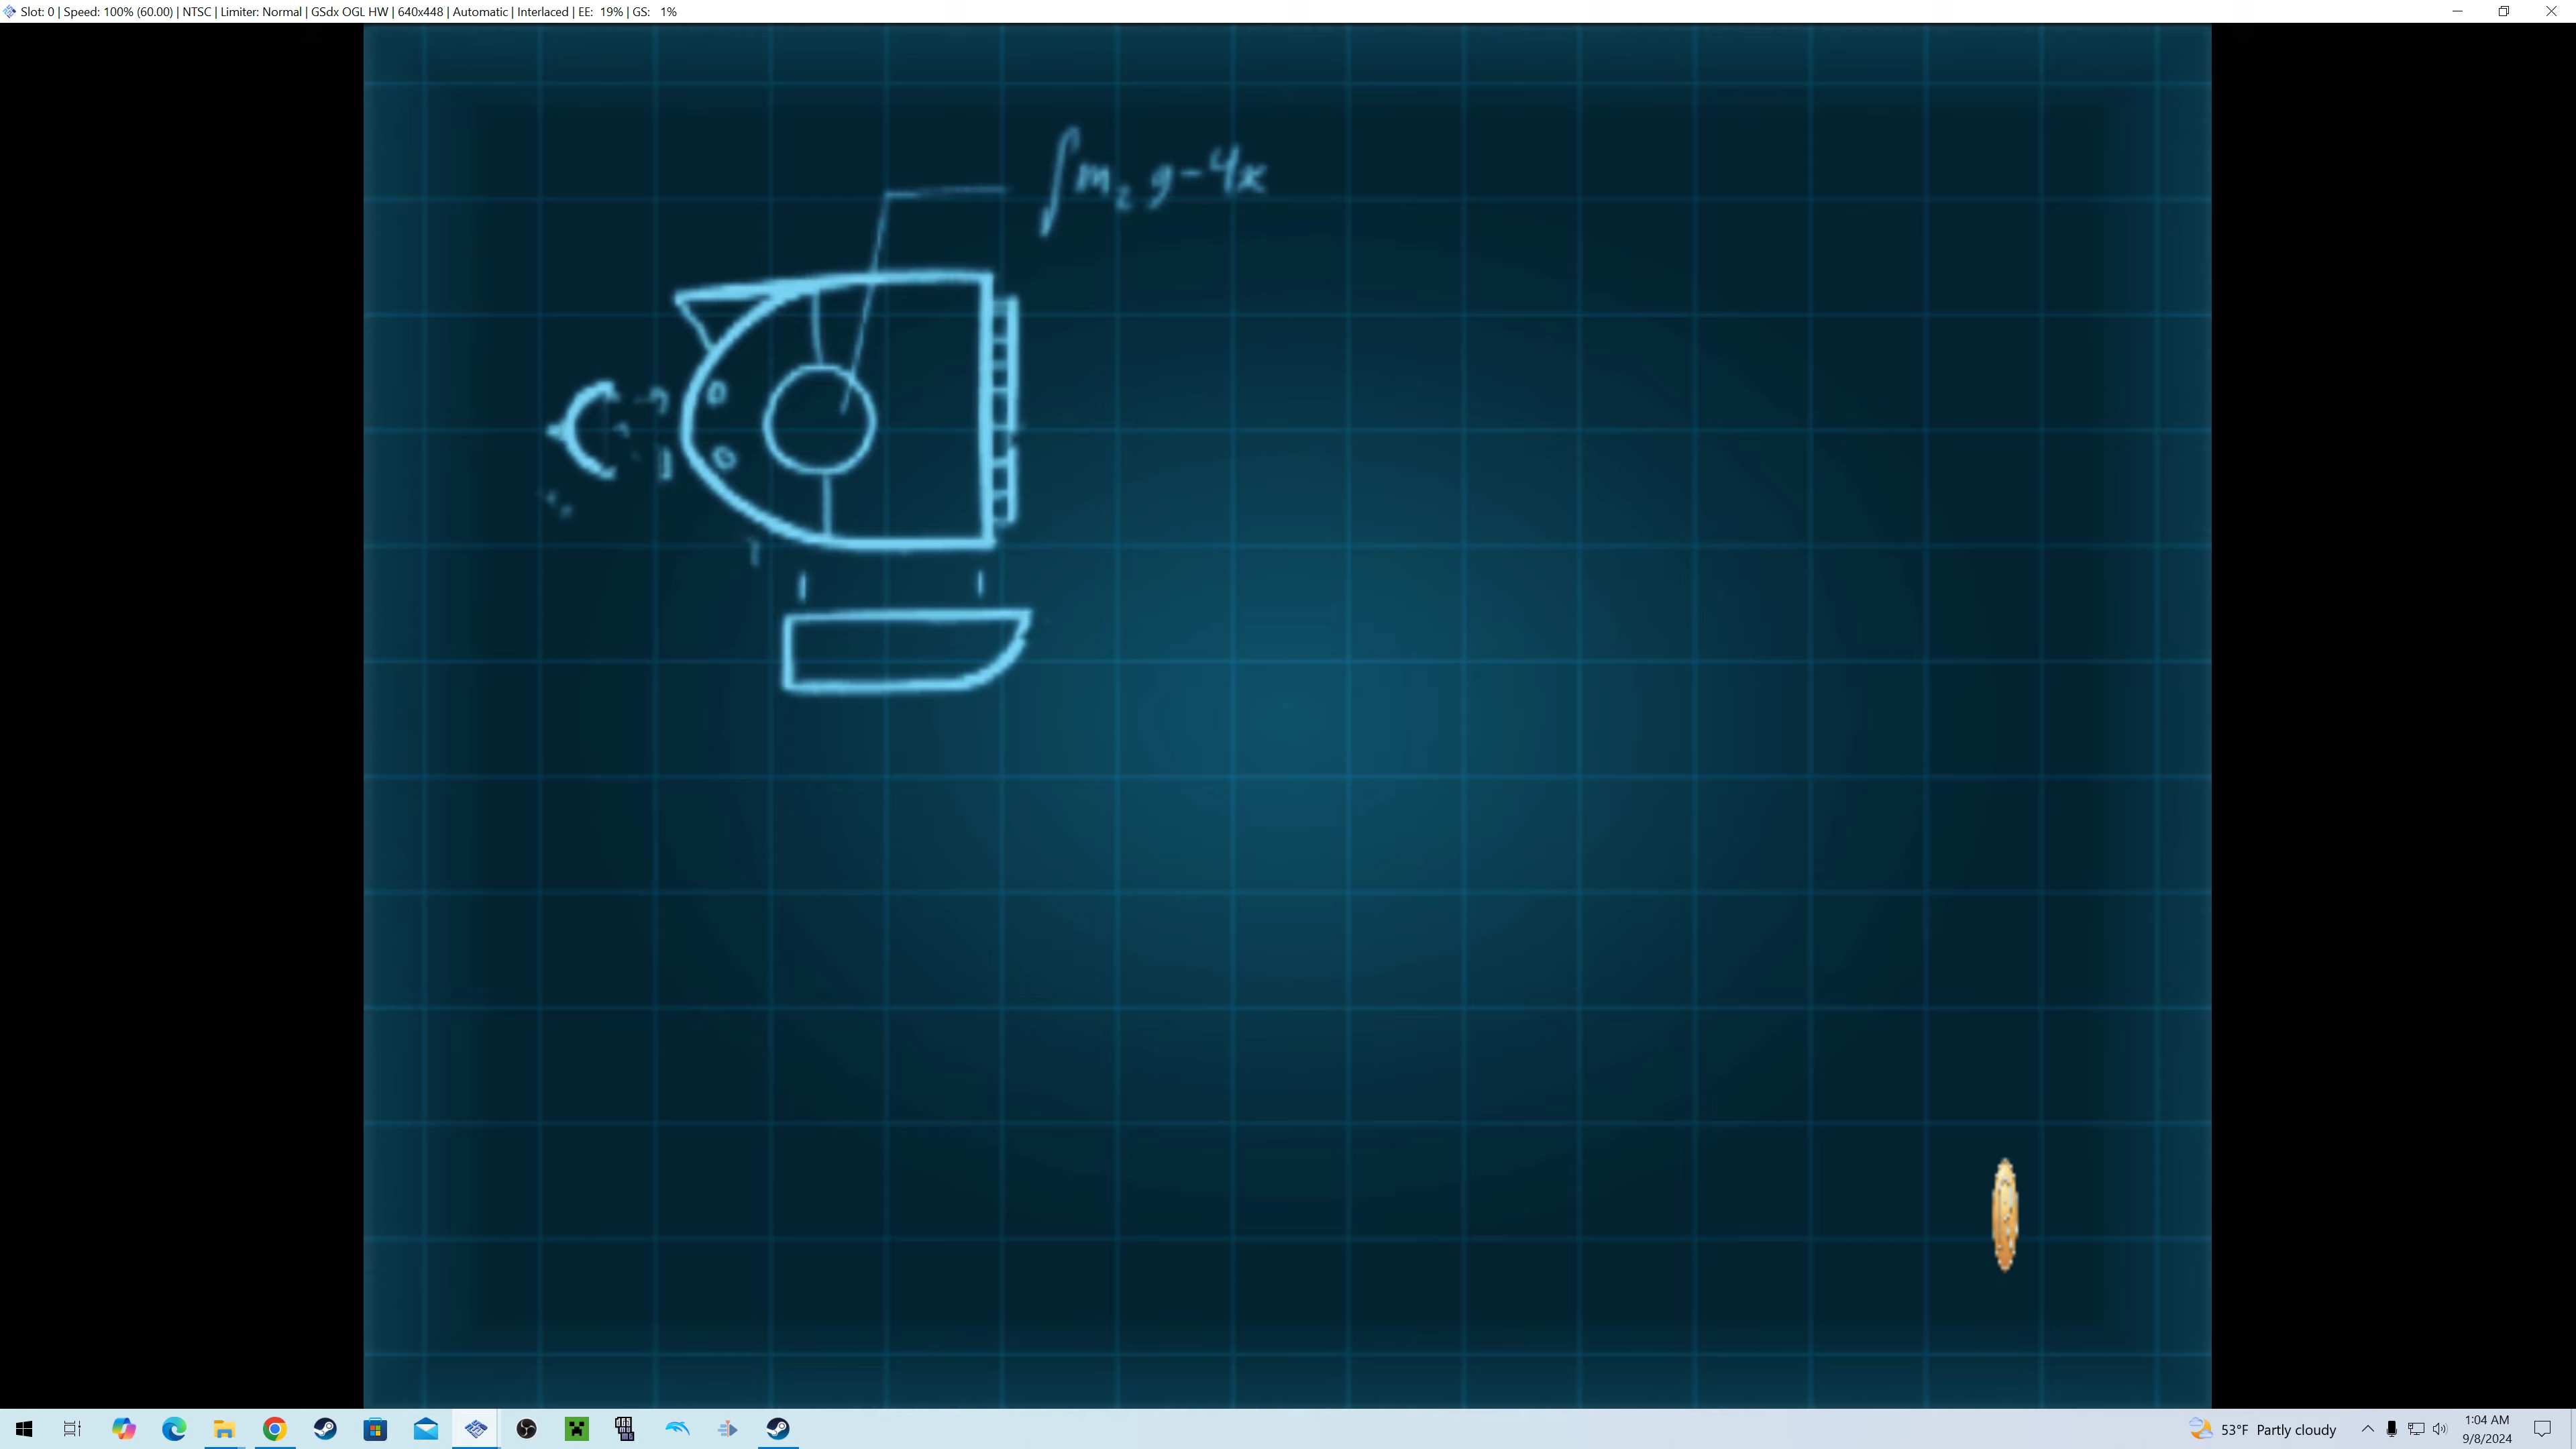 Slot: 0 | Speed: 100% (60.00) | NTSC | Limiter: Normal | GSdx OGL HW | 640x448 | Automatic | Interlaced | EE: 19% | GS: 1%
∫m₂ g-4x
53°F Partly cloudy
1:04 AM
9/8/2024